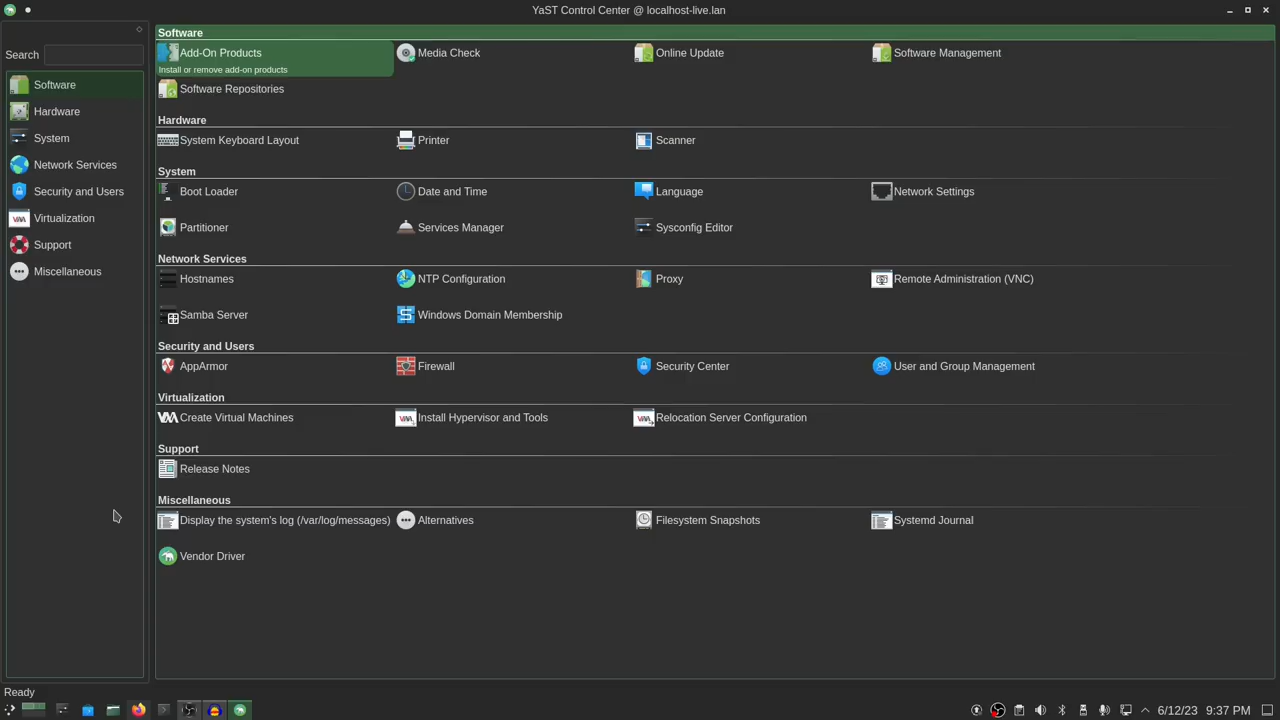 YaST Control Center @ localhost-live.lan
Search
Software
Hardware
System
Network Services
Security and Users
Virtualization
Support
Miscellaneous
Software
Add-On Products
Install or remove add-on products
Media Check
Online Update
Software Management
Software Repositories
Hardware
System Keyboard Layout
Printer
Scanner
System
Boot Loader
Date and Time
Language
Network Settings
Partitioner
Services Manager
Sysconfig Editor
Network Services
Hostnames
NTP Configuration
Proxy
Remote Administration (VNC)
Samba Server
Windows Domain Membership
Security and Users
AppArmor
Firewall
Security Center
User and Group Management
Virtualization
Create Virtual Machines
Install Hypervisor and Tools
Relocation Server Configuration
Support
Release Notes
Miscellaneous
Display the system's log (/var/log/messages)
Alternatives
Filesystem Snapshots
Systemd Journal
Vendor Driver
Ready
6/12/23 9:37 PM